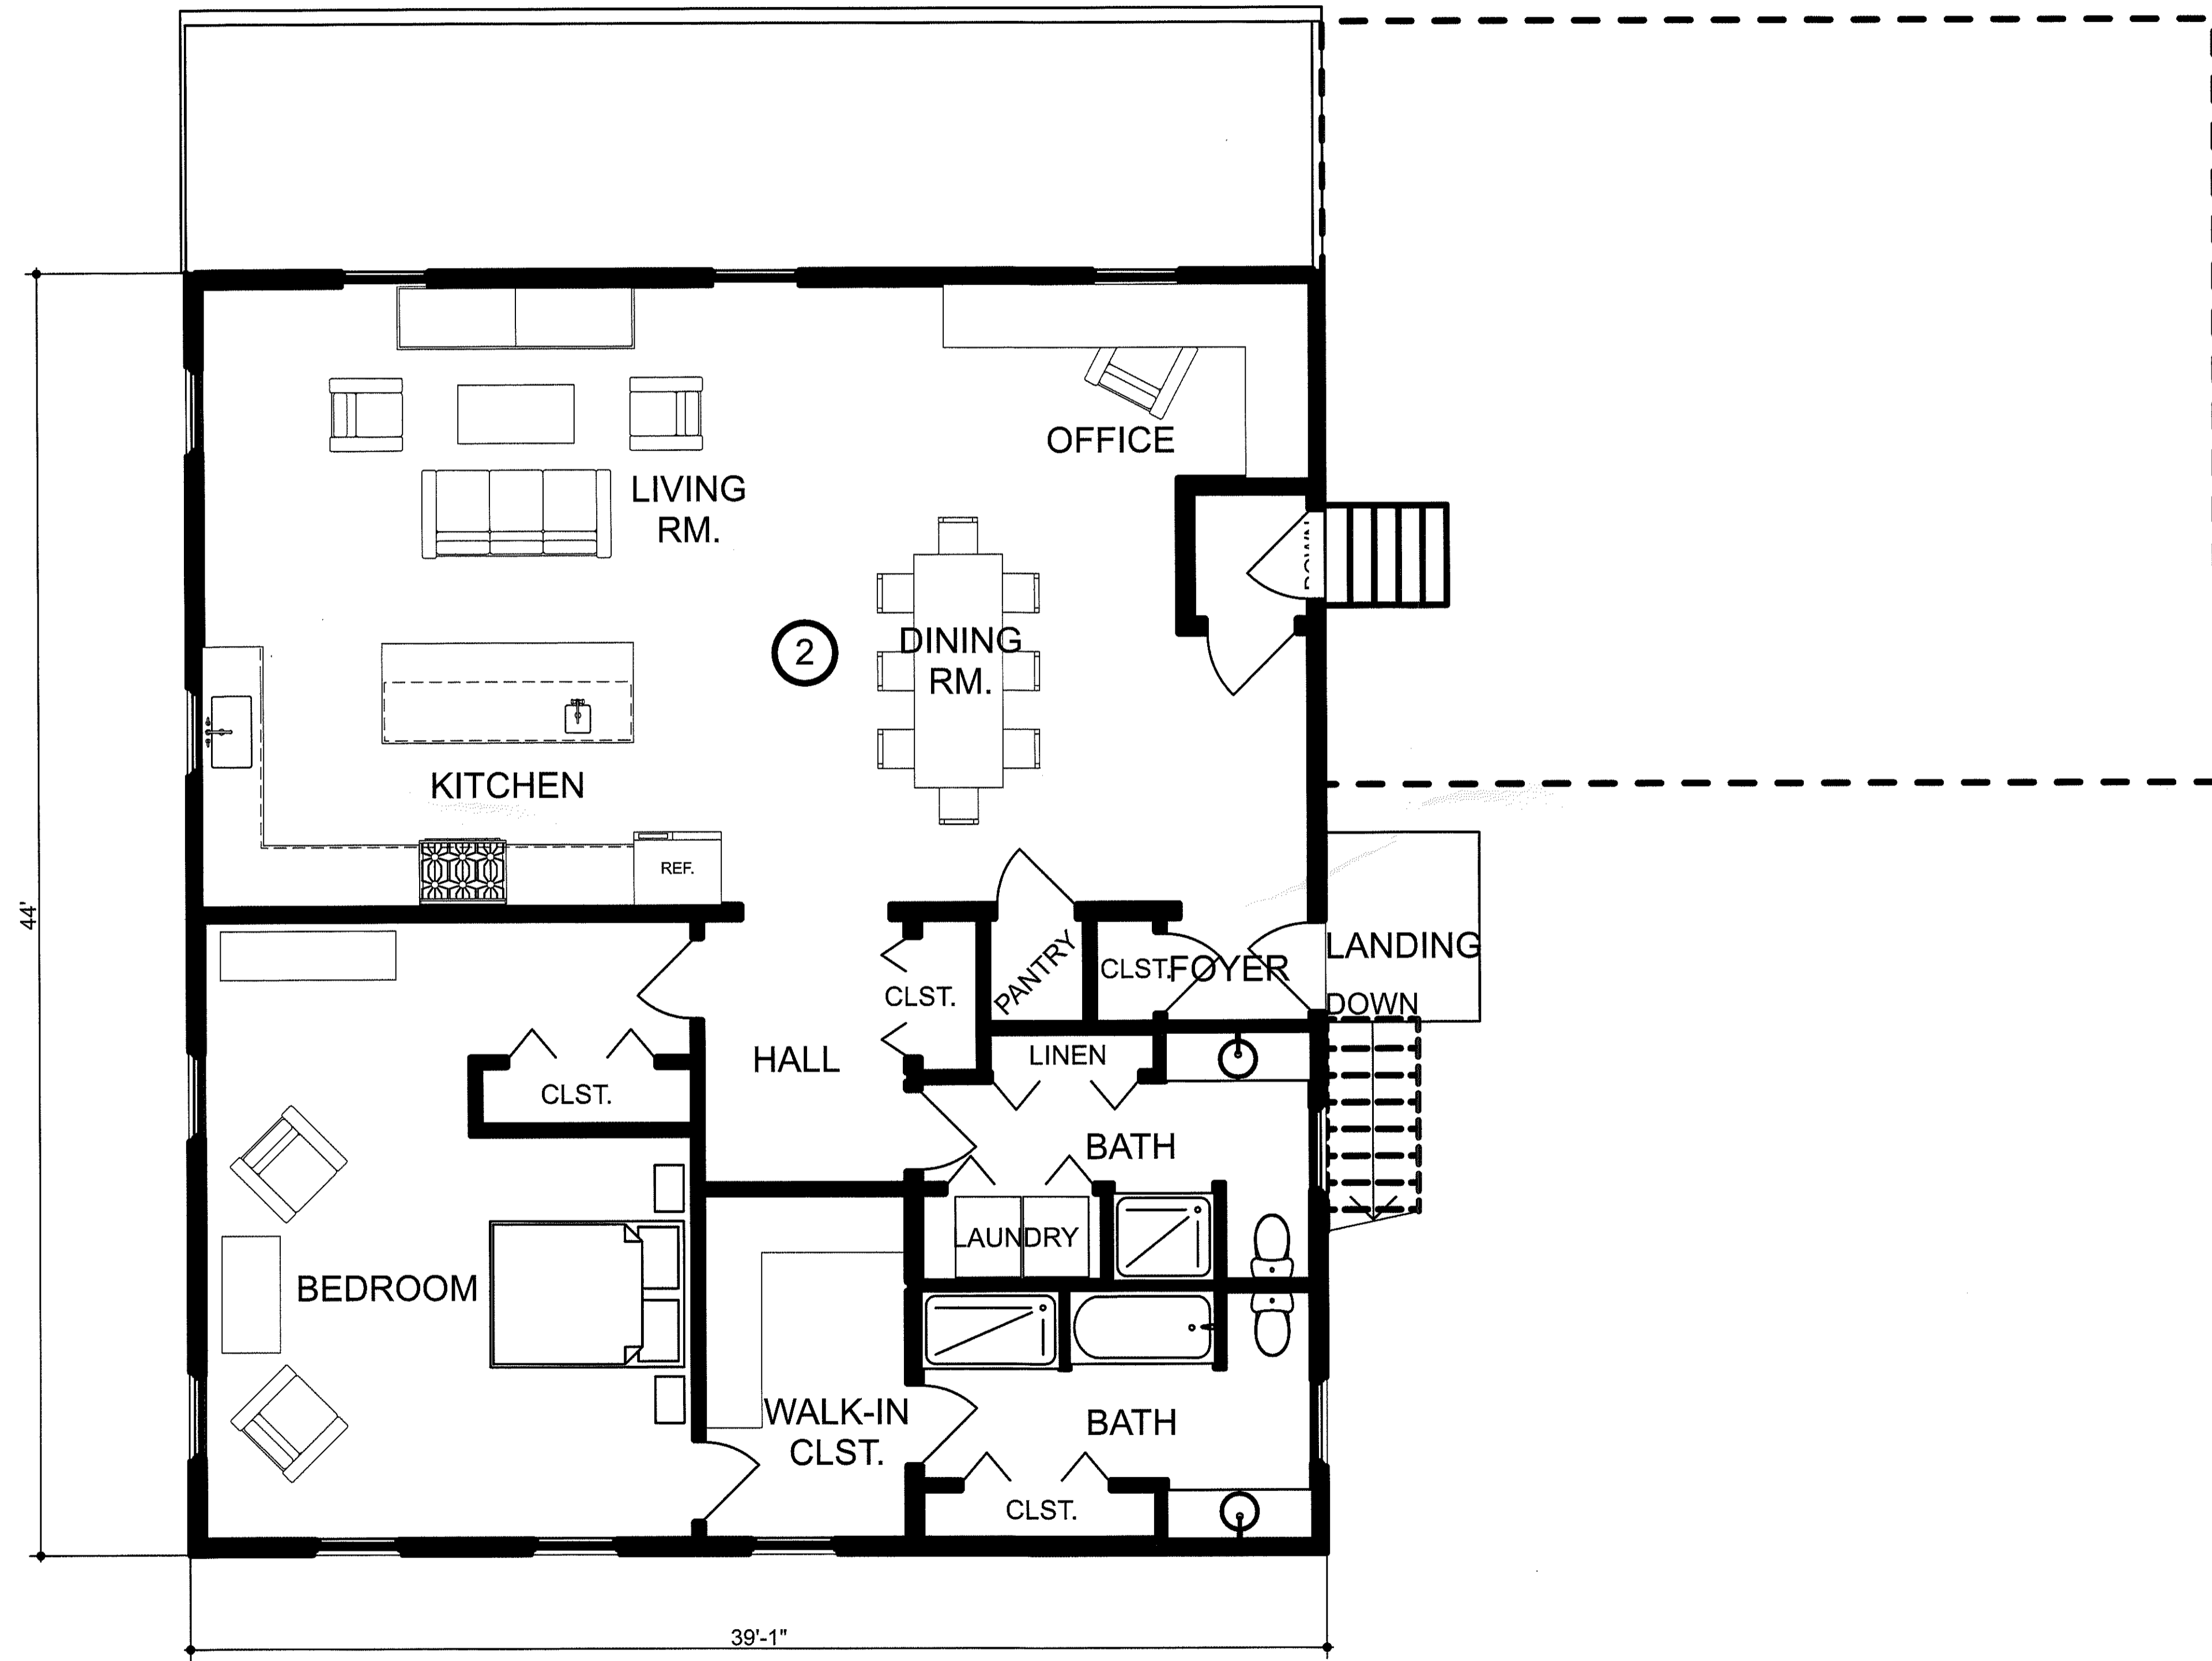 OFFICE
LIVING
RM.
DOWN
2
DINING
RM.
KITCHEN
REF.
44'
LANDING
PANTRY
CLST.
FOYER
CLST.
DOWN
HALL
LINEN
CLST.
BATH
LAUNDRY
BEDROOM
WALK-IN
CLST.
BATH
CLST.
39'-1"